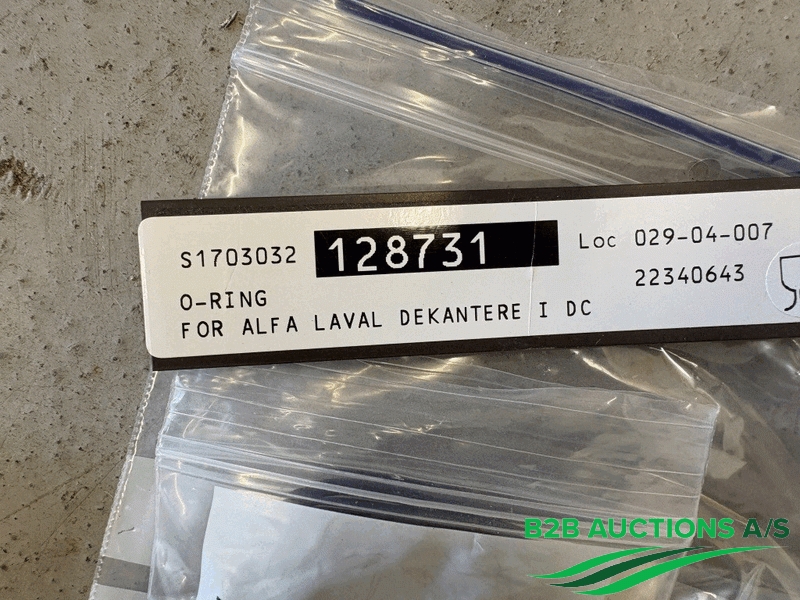 S1703032 128731 Loc 029-04-007
22340643
O-RING
FOR ALFA LAVAL DEKANTERE I DC
B2B AUCTIONS A/S